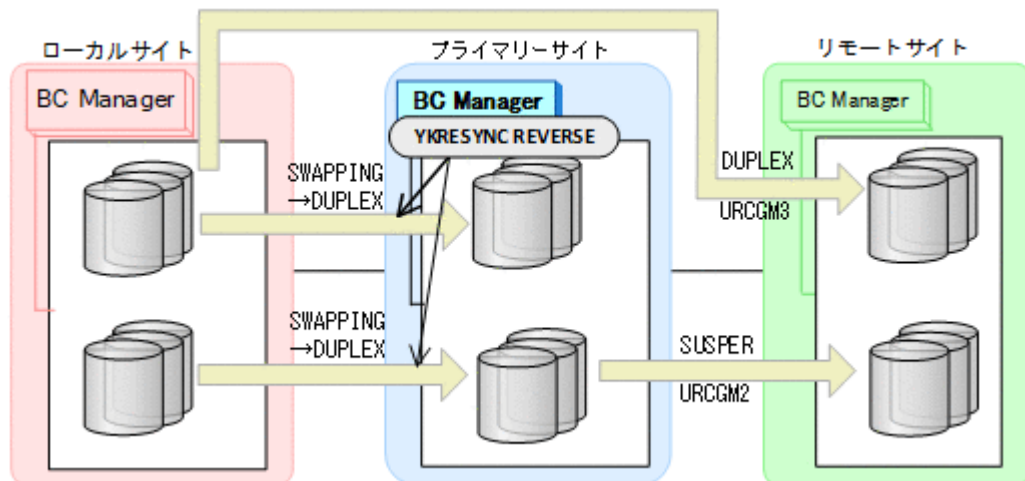 ローカルサイト
プライマリーサイト
リモートサイト
BC Manager
BC Manager
BC Manager
YKRESYNC REVERSE
SWAPPING
→DUPLEX
DUPLEX
URCGM3
SWAPPING
→DUPLEX
SUSPER
URCGM2